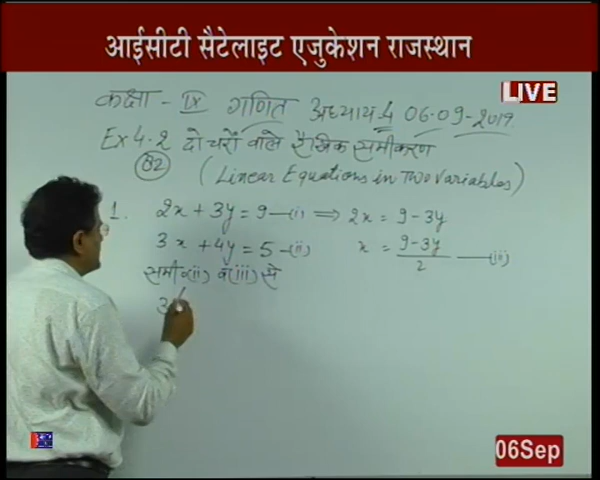 आईसीटी सैटेलाइट एजुकेशन राजस्थान
LIVE
कक्षा - IX गणित अध्याय 4 06-09-2019
Ex 4.2 दो चरों वाले रैखिक समीकरण
Q2 (Linear Equations in Two Variables)
1. 2x + 3y = 9 —(i) ⇒ 2x = 9 - 3y
3x + 4y = 5 —(ii) x = (9-3y)/2 —(iii)
समी. (ii) व (iii) से
3
06Sep